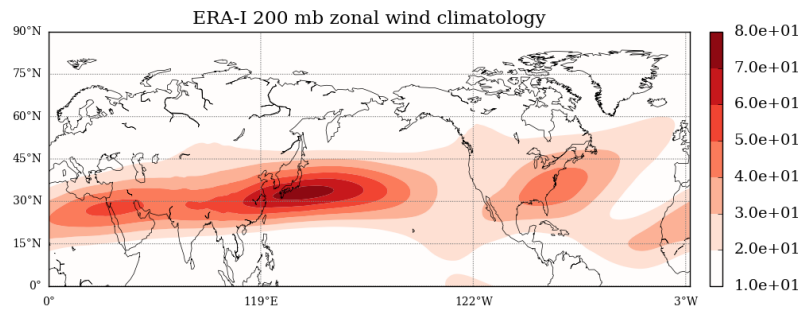 ERA-I 200 mb zonal wind climatology
90°N
75°N
60°N
45°N
30°N
15°N
0°
0°
119°E
122°W
3°W
8.0e+01
7.0e+01
6.0e+01
5.0e+01
4.0e+01
3.0e+01
2.0e+01
1.0e+01